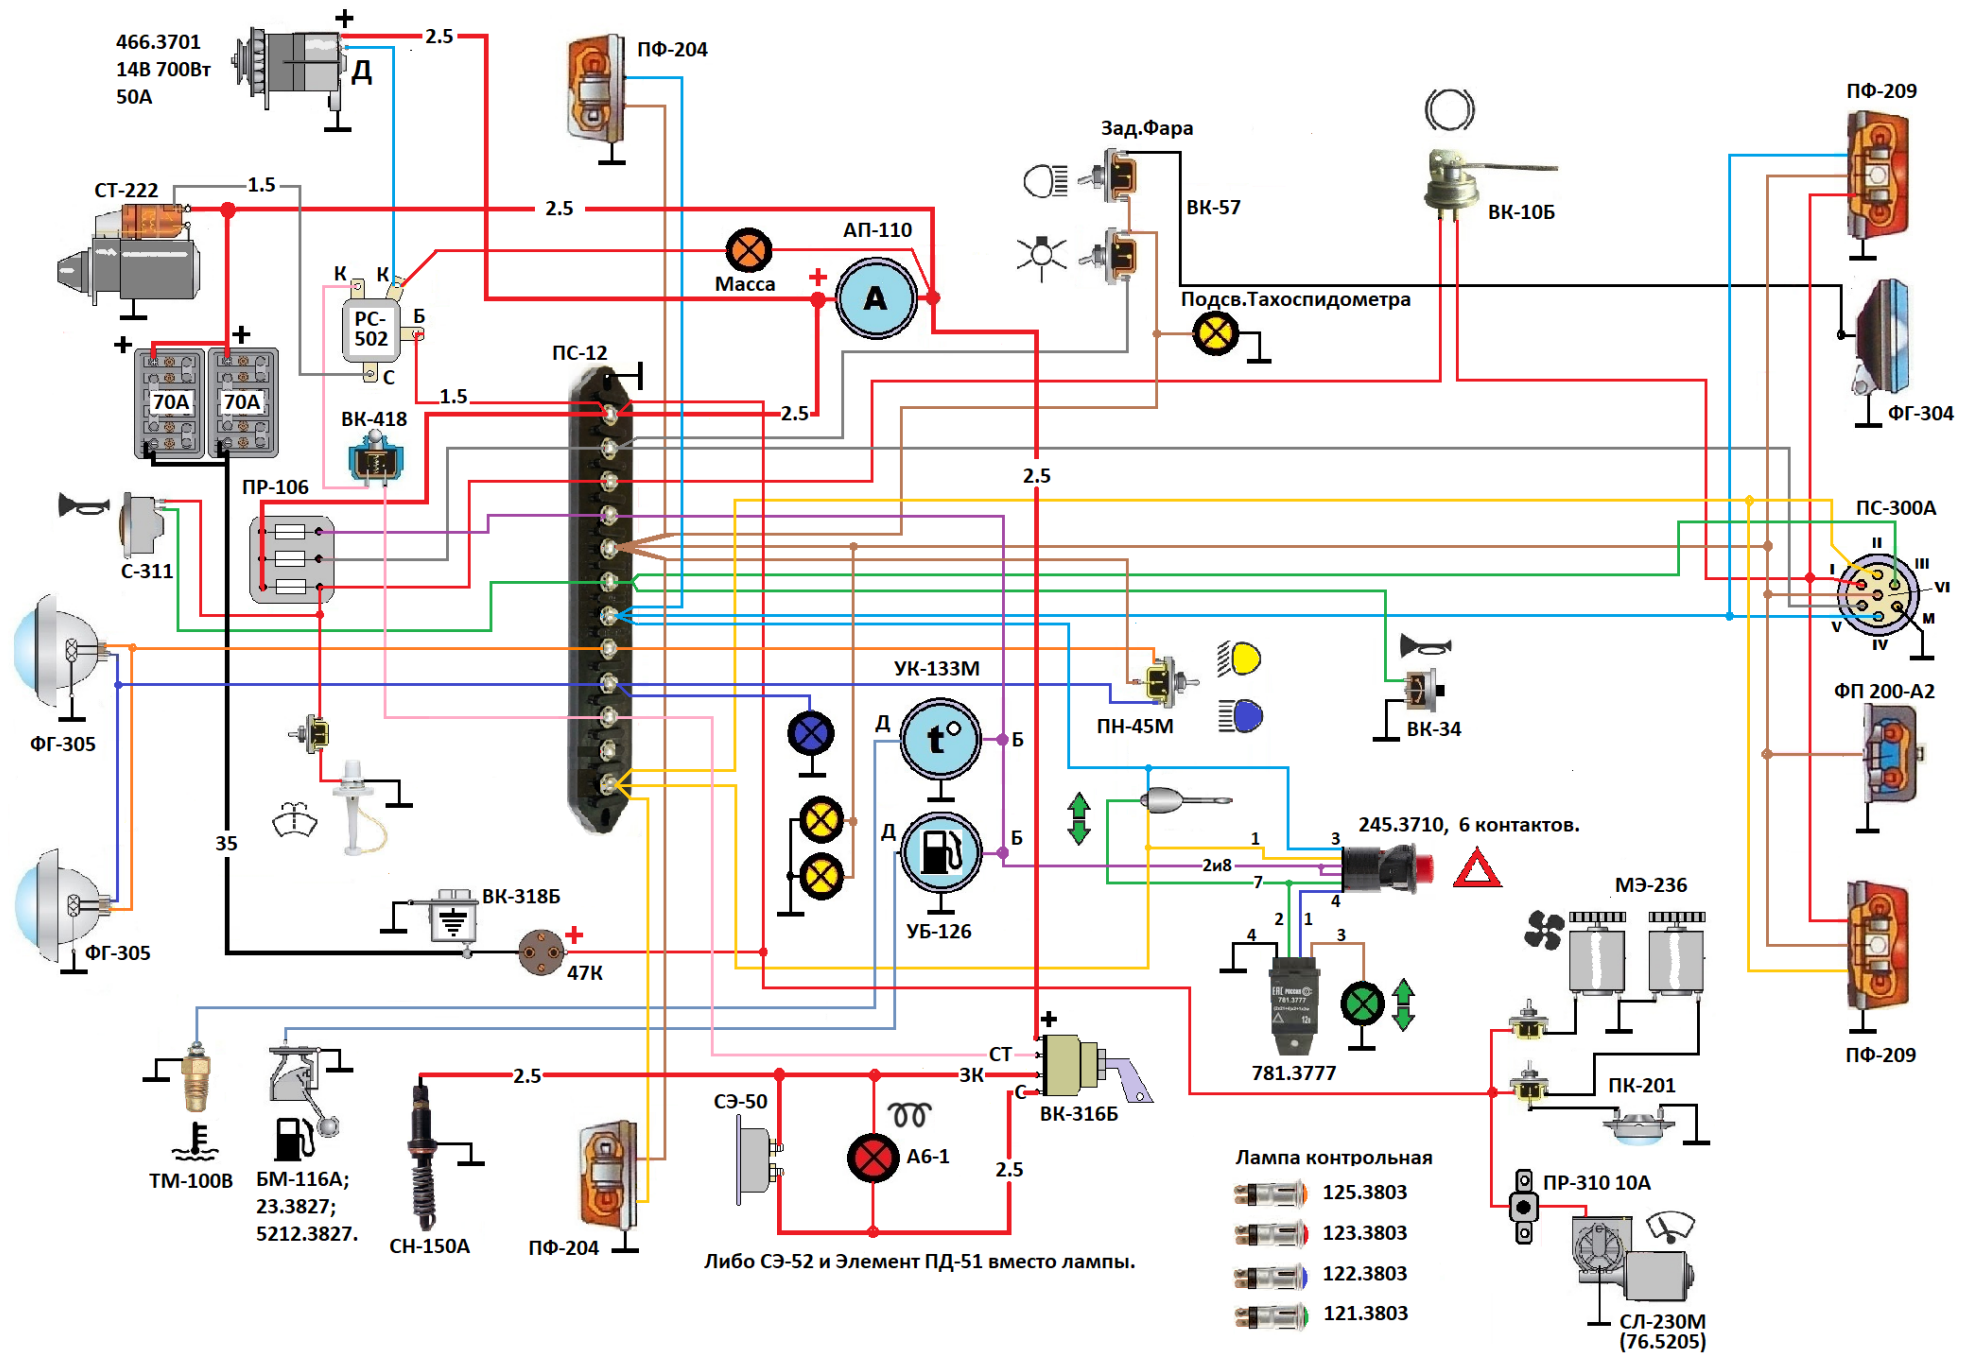 +
466.3701
14В 700Вт
50А
Д
2.5
ПФ-204
ПФ-209
Зад.Фара
ВК-57
ВК-10Б
СТ-222
1.5
2.5
АП-110
Масса
+
А
К
К
РС-
502
Б
С
Подсв.Тахоспидометра
ФГ-304
+
+
70А
70А
ПС-12
1.5
2.5
ВК-418
2.5
ПР-106
С-311
ПС-300А
I
II
III
VI
V
IV
М
ФГ-305
УК-133М
Д
t°
Б
ПН-45М
ВК-34
ФП 200-А2
35
Д
Б
УБ-126
245.3710, 6 контактов.
1
3
2и8
7
4
2
1
4
3
ВК-318Б
+
47К
ФГ-305
МЭ-236
781.3777
12в
781.3777
ПФ-209
ПК-201
+
СТ
ЗК
С
ВК-316Б
2.5
СЭ-50
А6-1
2.5
ТМ-100В
БМ-116А;
23.3827;
5212.3827.
СН-150А
ПФ-204
Либо СЭ-52 и Элемент ПД-51 вместо лампы.
Лампа контрольная
125.3803
123.3803
122.3803
121.3803
ПР-310 10А
СЛ-230М
(76.5205)